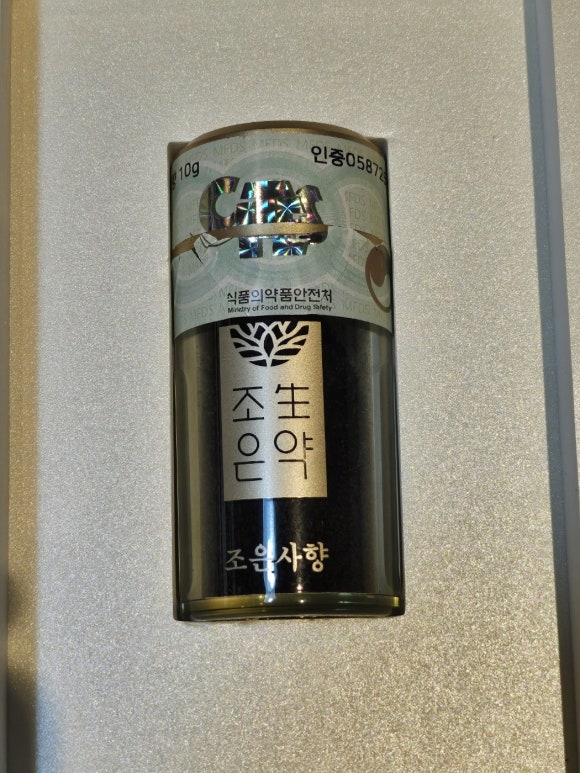 10g
인증05872
식품의약품안전처
Ministry of Food and Drug Safety
조은
生약
조은사향